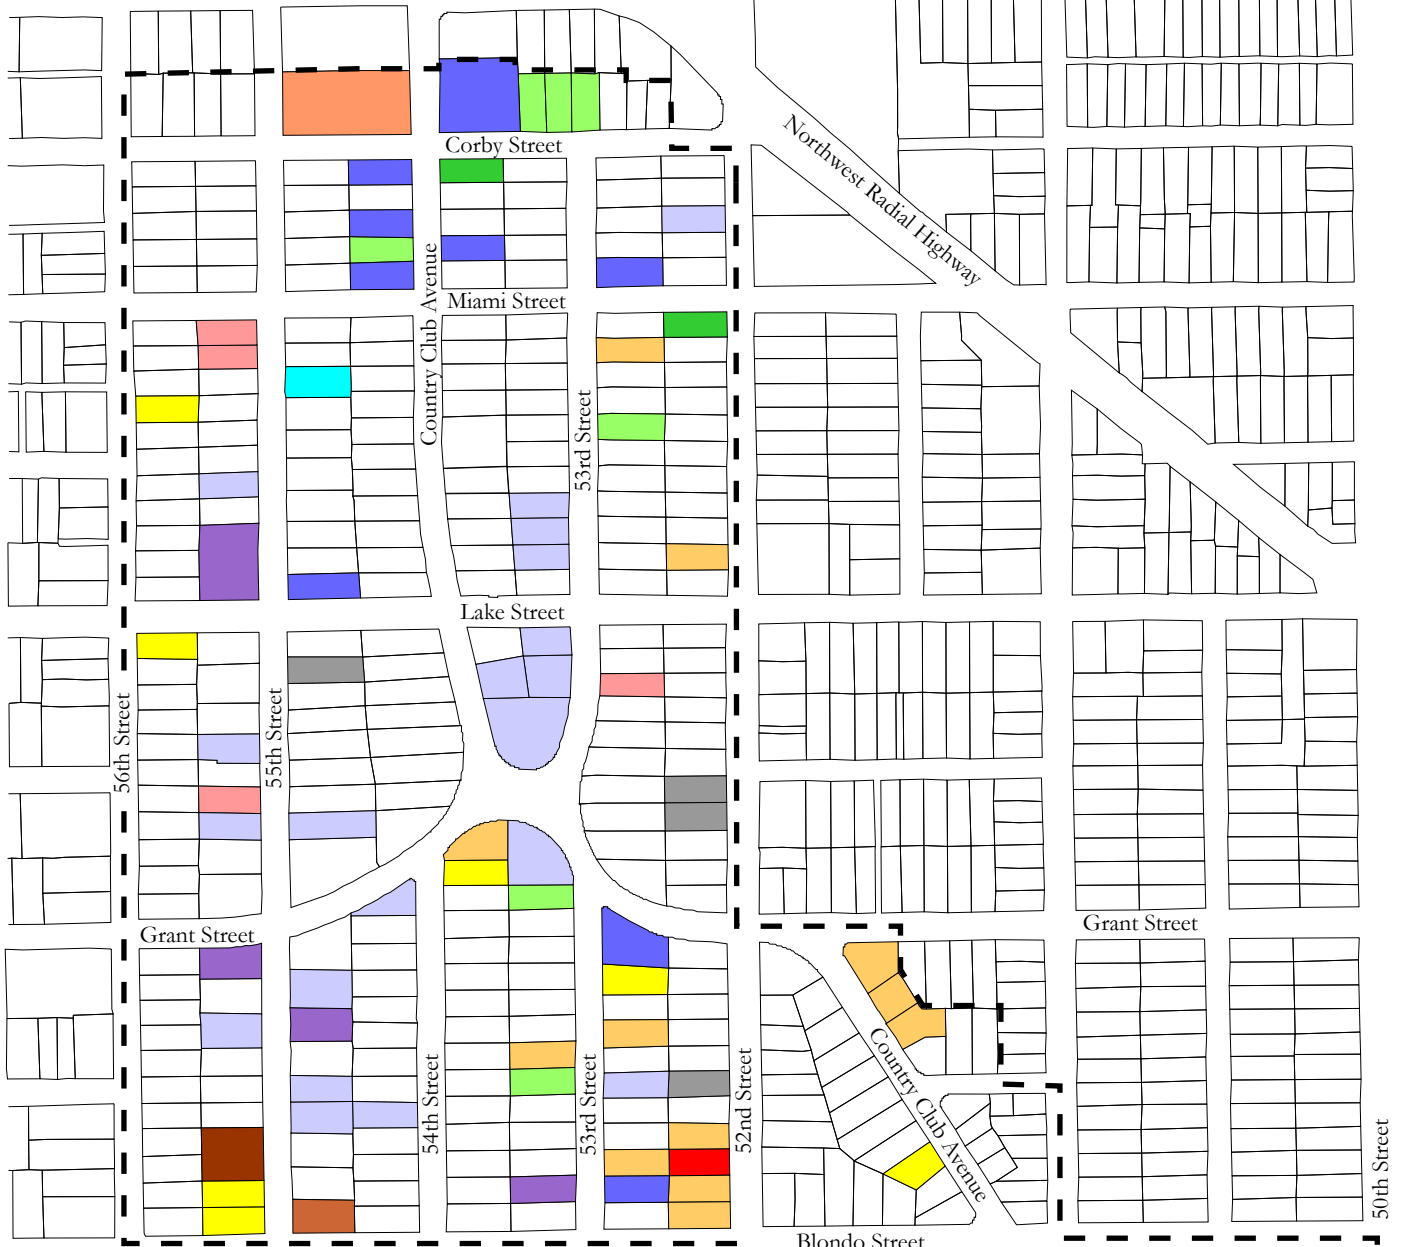 Corby Street
Northwest Radial Highway
Country Club Avenue
Miami Street
53rd Street
Lake Street
56th Street
55th Street
Grant Street
Grant Street
54th Street
53rd Street
52nd Street
Country Club Avenue
50th Street
Blondo Street